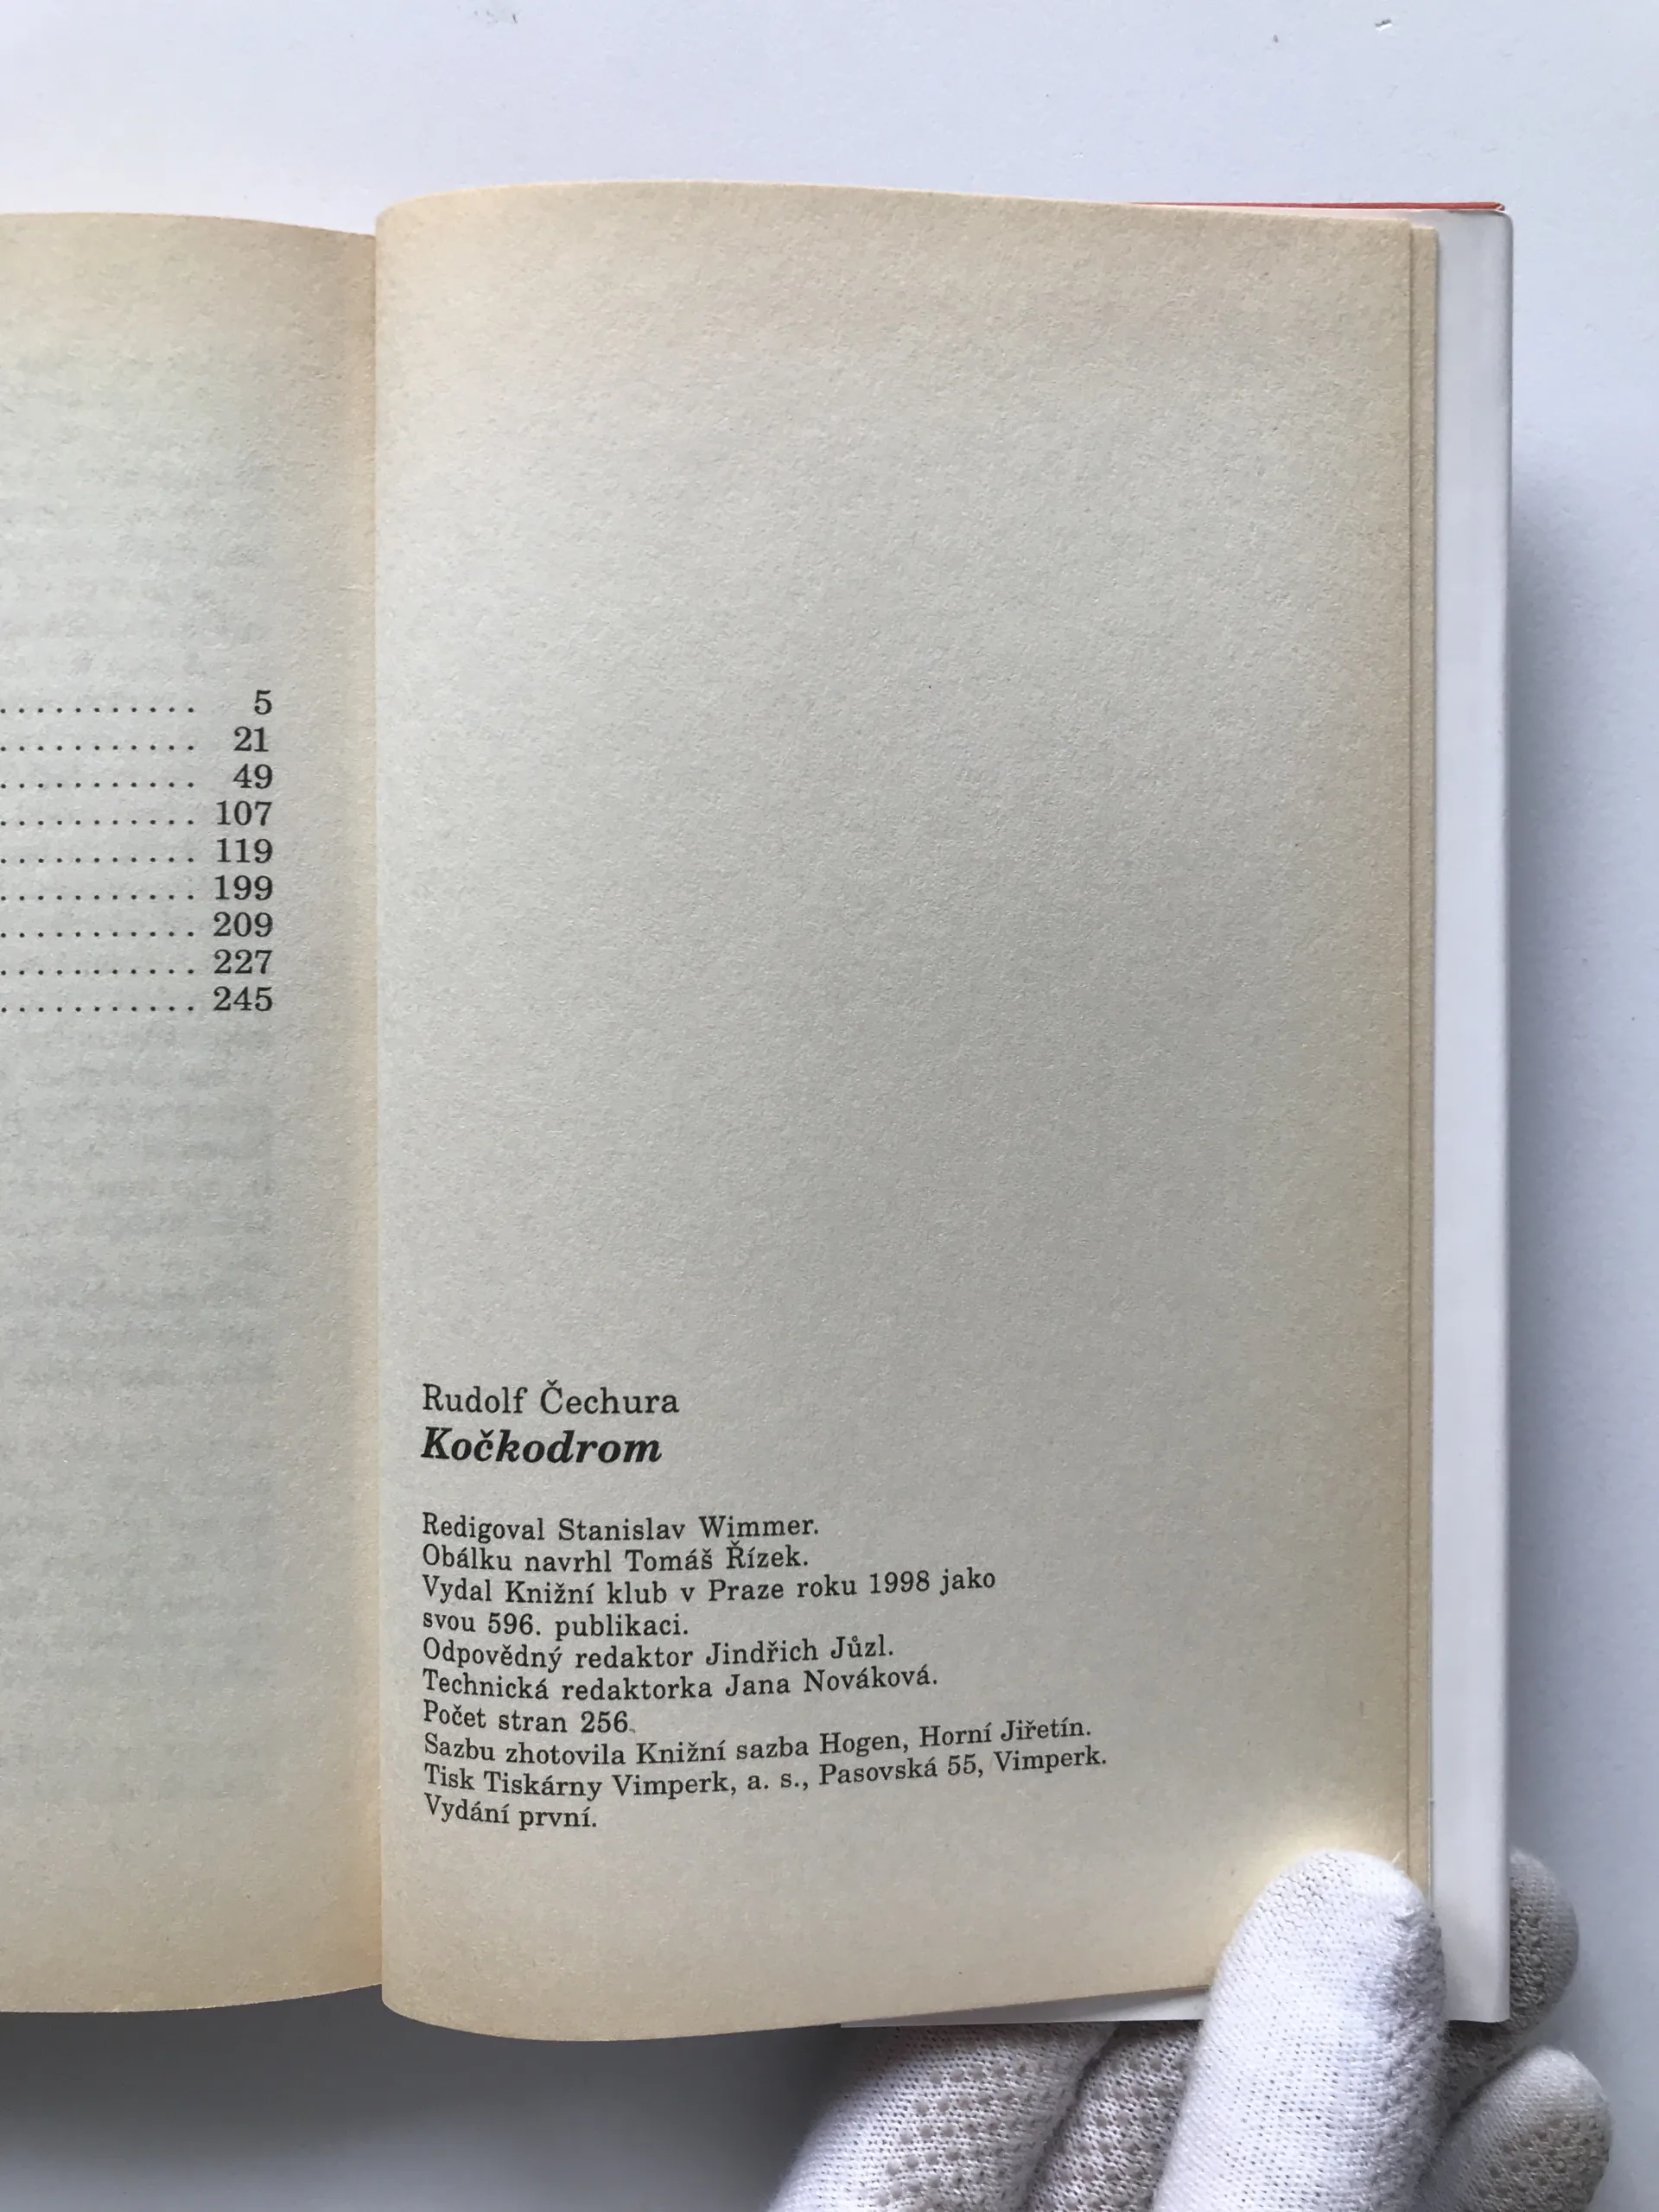 ........... 5
........... 21
........... 49
........... 107
........... 119
........... 199
........... 209
........... 227
........... 245
Rudolf Čechura
Kočkodrom
Redigoval Stanislav Wimmer.
Obálku navrhl Tomáš Řízek.
Vydal Knižní klub v Praze roku 1998 jako
svou 596. publikaci.
Odpovědný redaktor Jindřich Jůzl.
Technická redaktorka Jana Nováková.
Počet stran 256.
Sazbu zhotovila Knižní sazba Hogen, Horní Jiřetín.
Tisk Tiskárny Vimperk, a. s., Pasovská 55, Vimperk.
Vydání první.